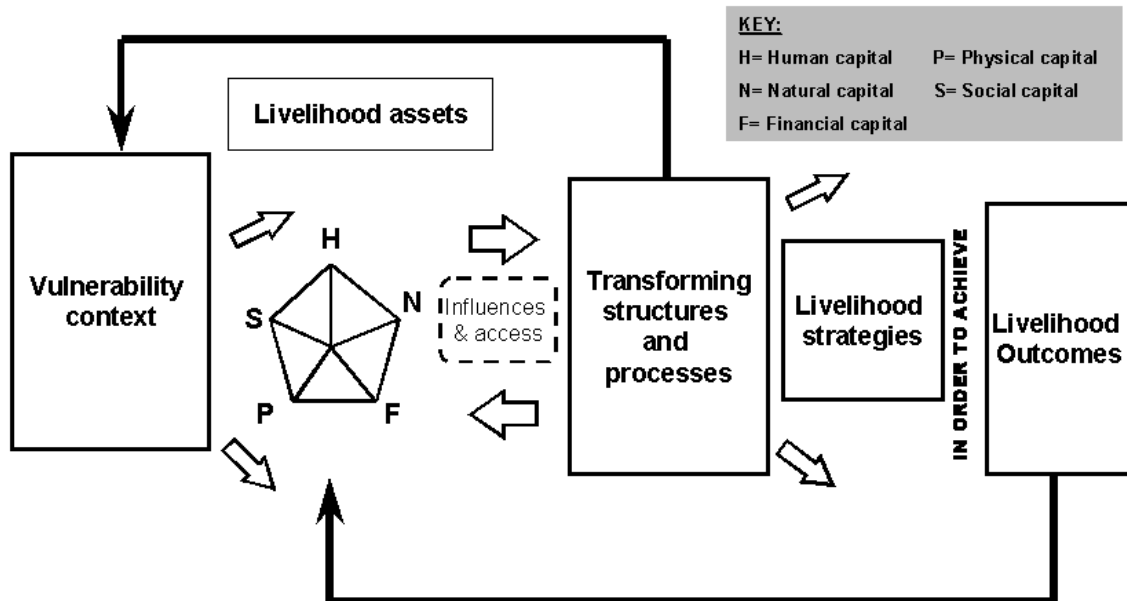 KEY:
H= Human capital P= Physical capital
N= Natural capital S= Social capital
F= Financial capital
Livelihood assets
Vulnerability
context
H
S
N
P
F
Influences
& access
Transforming
structures
and
processes
Livelihood
strategies
IN ORDER TO ACHIEVE
Livelihood
Outcomes